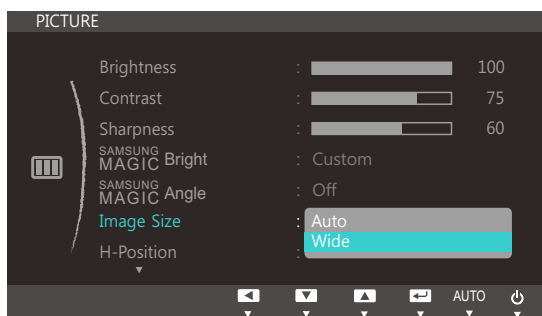 PICTURE
Brightness : 100
Contrast : 75
Sharpness : 60
SAMSUNG MAGIC Bright : Custom
SAMSUNG MAGIC Angle : Off
Image Size : Auto
Wide
H-Position :
AUTO